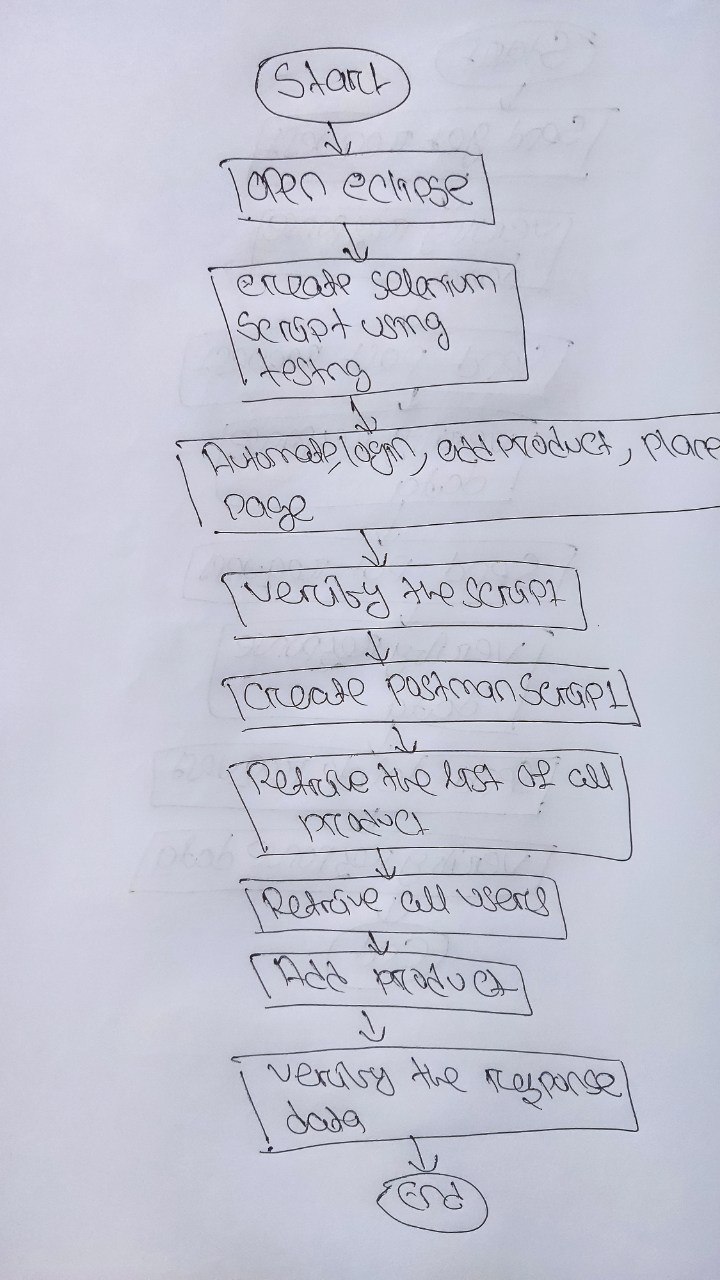 Start
open eclipse
create selenium
Script using
testng
Automate login, add product, place
page
Verify the Script
Create postman Script
Retrive the list of all
product
Retrive all users
Add product
verify the response
data
End